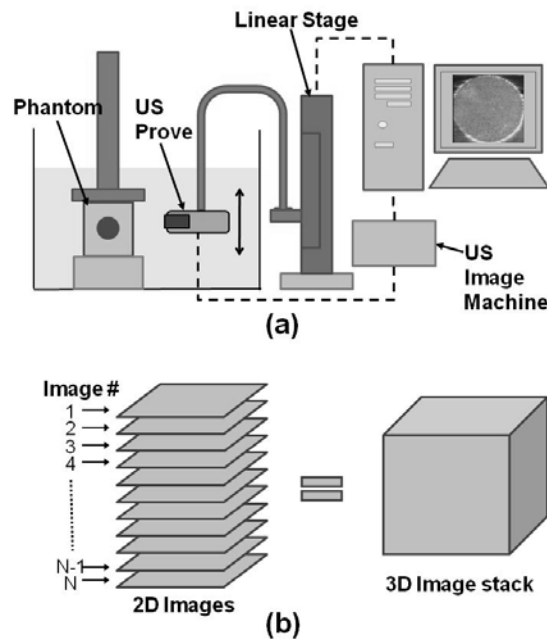 Linear Stage
Phantom
US
Prove
US
Image
Machine
(a)
Image #
1
2
3
4
N-1
N
2D Images
3D Image stack
(b)